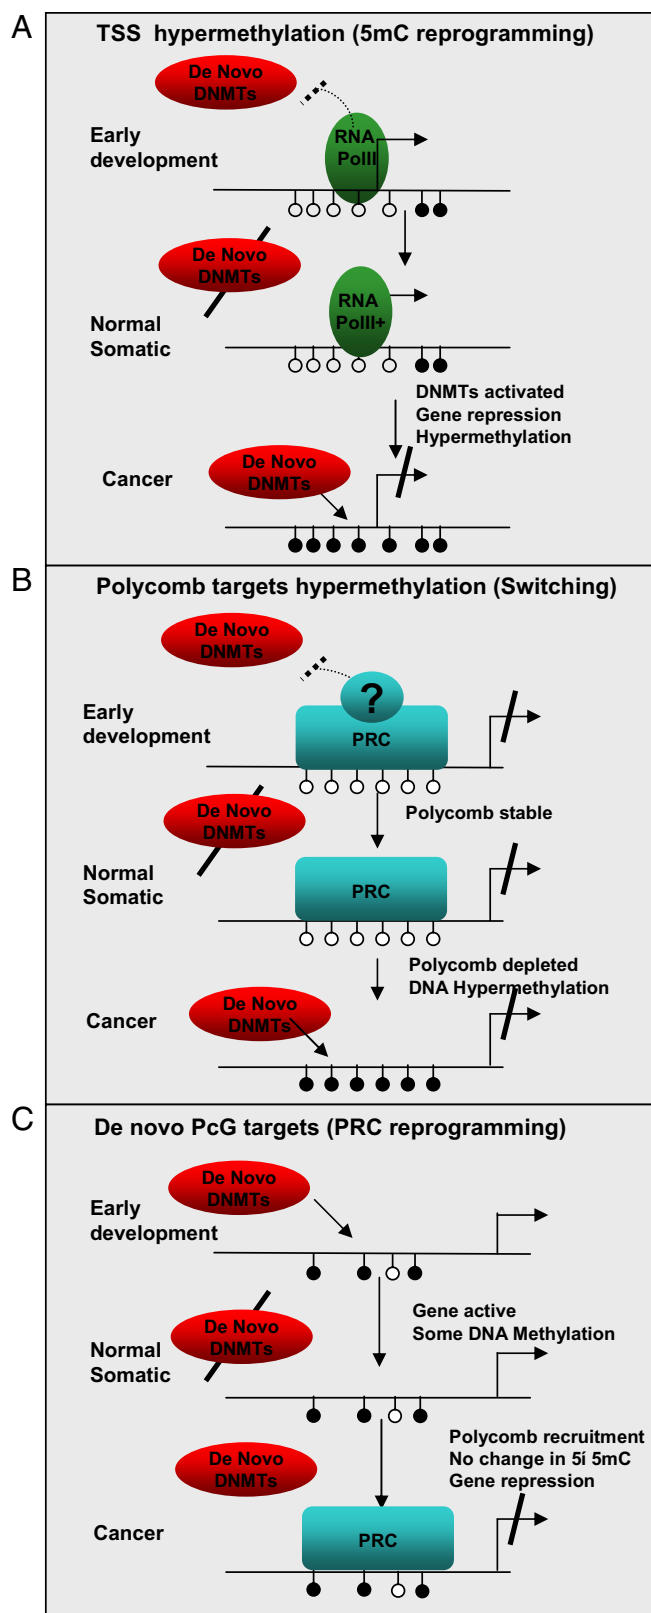 A
TSS hypermethylation (5mC reprogramming)
De Novo
DNMTs
Early
development
RNA
PolII
De Novo
DNMTs
Normal
Somatic
RNA
PolII+
DNMTs activated
Gene repression
Hypermethylation
De Novo
DNMTs
Cancer
B
Polycomb targets hypermethylation (Switching)
De Novo
DNMTs
?
Early
development
PRC
Polycomb stable
De Novo
DNMTs
Normal
Somatic
PRC
Polycomb depleted
DNA Hypermethylation
De Novo
DNMTs
Cancer
C
De novo PcG targets (PRC reprogramming)
De Novo
DNMTs
Early
development
Gene active
Some DNA Methylation
De Novo
DNMTs
Normal
Somatic
Polycomb recruitment
No change in 5í 5mC
Gene repression
De Novo
DNMTs
Cancer
PRC